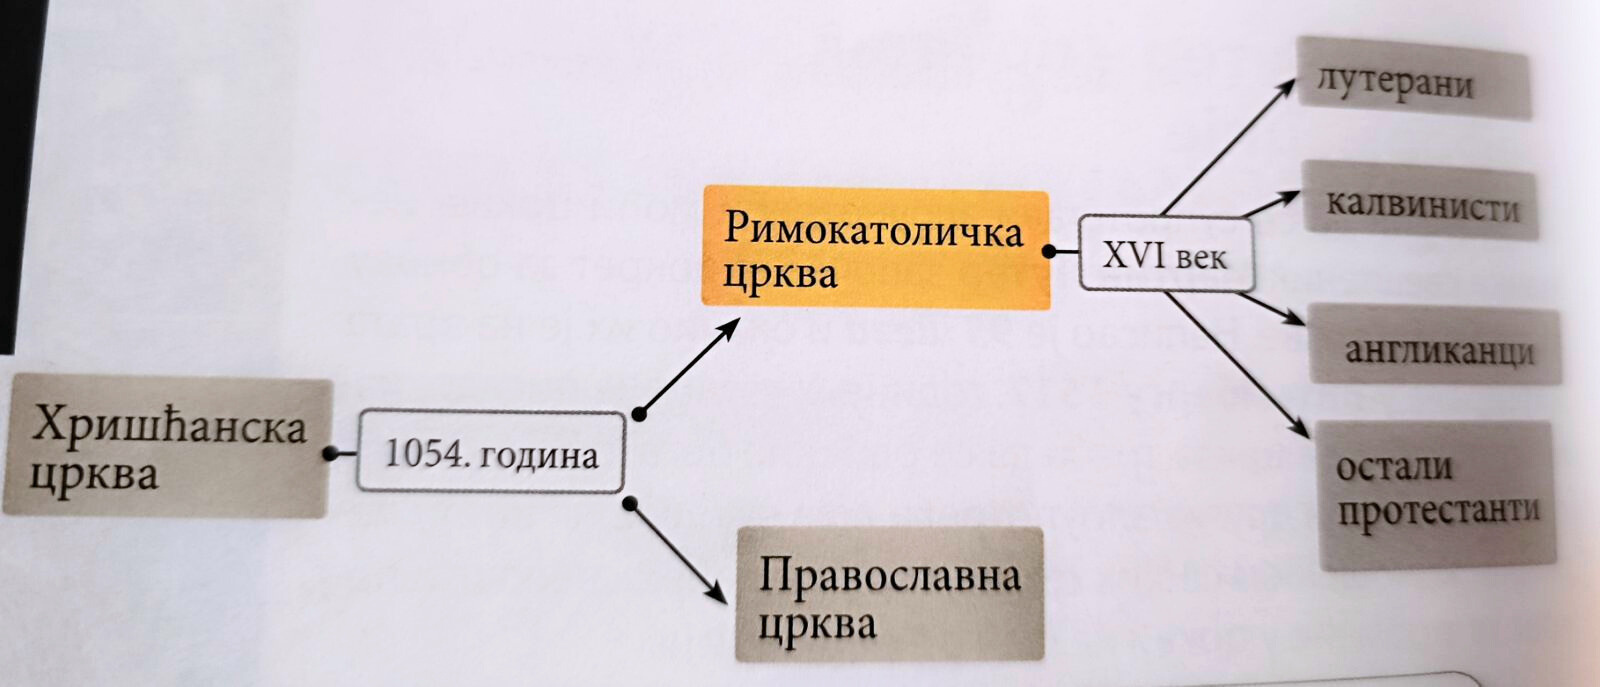 Хришћанска
црква
1054. година
Римокатоличка
црква
Православна
црква
XVI век
лутерани
калвинисти
англиканци
остали
протестанти